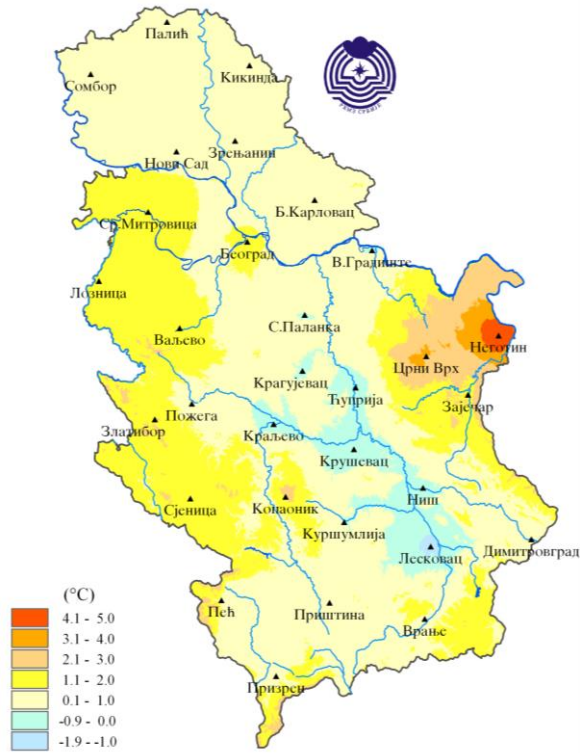 Палић
Кикинда
Сомбор
РХМЗ СРБИЈЕ
Зрењанин
Нови Сад
Б.Карловац
Ср.Митровица
Београд
В.Градиште
Лозница
С.Паланка
Ваљево
Неготин
Црни Врх
Крагујевац
Ћуприја
Зајечар
Пожега
Златибор
Краљево
Крушевац
Ниш
Сјеница
Копаоник
Куршумлија
Димитровград
Лесковац
(°C)
4.1 - 5.0
Пећ
Приштина
3.1 - 4.0
Врање
2.1 - 3.0
1.1 - 2.0
0.1 - 1.0
Призрен
-0.9 - 0.0
-1.9 - -1.0